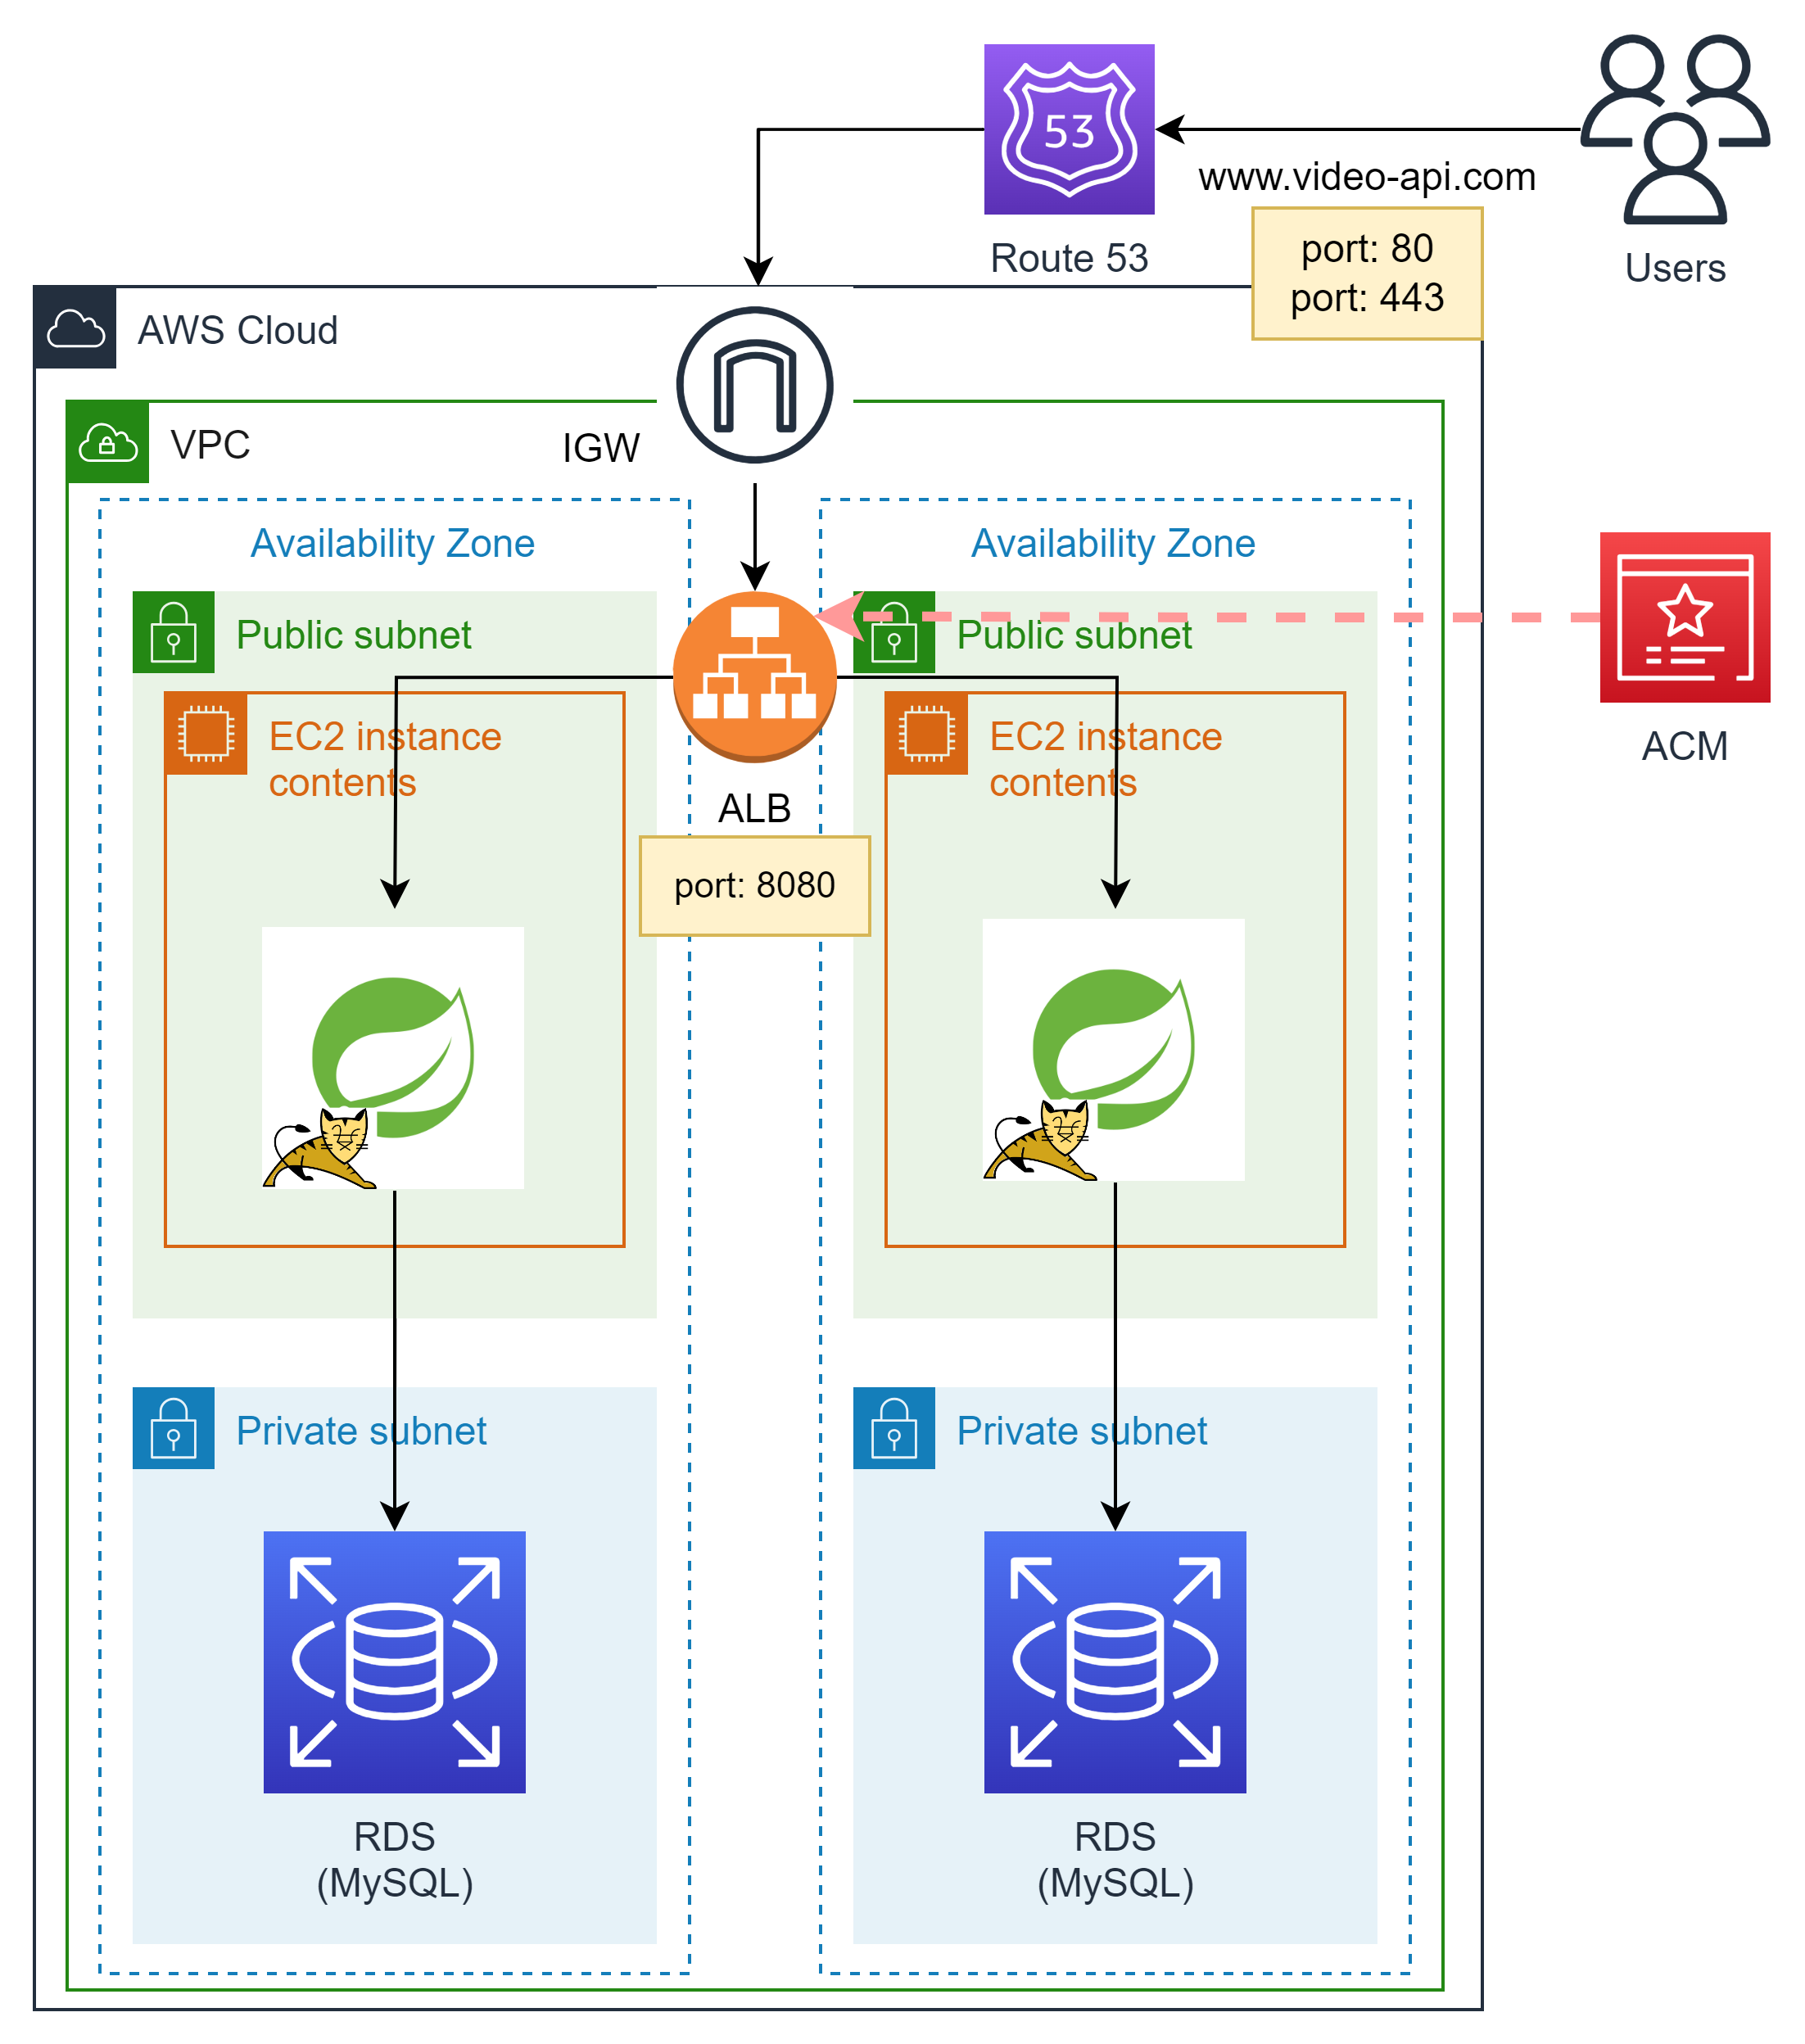 53
www.video-api.com
Route 53
port: 80
port: 443
Users
AWS Cloud
VPC
IGW
Availability Zone
Availability Zone
Public subnet
Public subnet
EC2 instance
contents
EC2 instance
contents
ACM
ALB
port: 8080
Private subnet
Private subnet
RDS
(MySQL)
RDS
(MySQL)